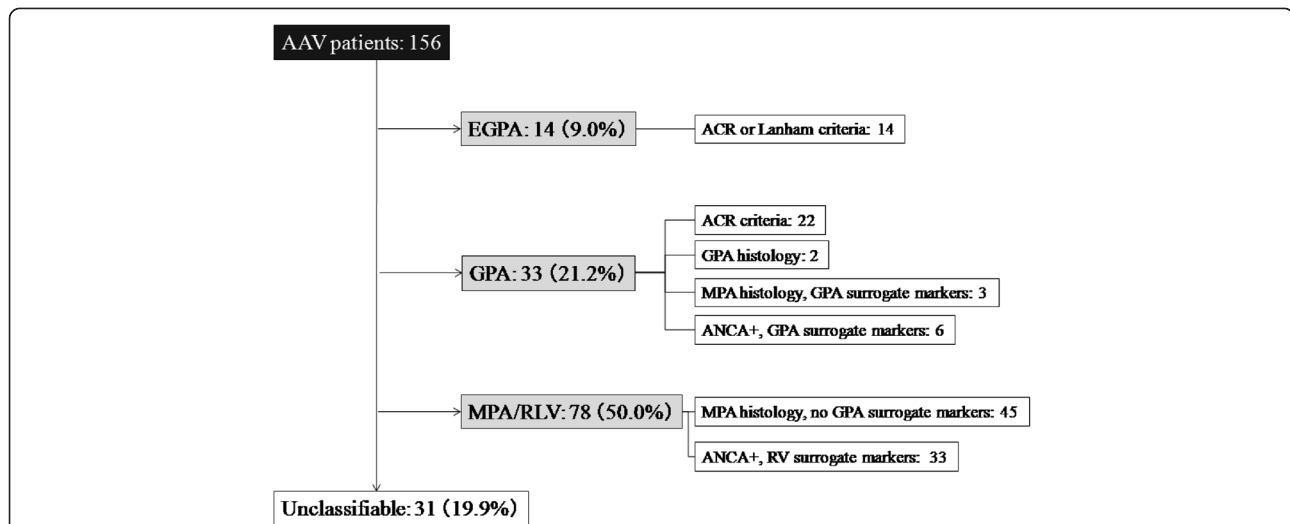 AAV patients: 156
EGPA: 14 (9.0%)
ACR or Lanham criteria: 14
ACR criteria: 22
GPA histology: 2
GPA: 33 (21.2%)
MPA histology, GPA surrogate markers: 3
ANCA+, GPA surrogate markers: 6
MPA/RLV: 78 (50.0%)
MPA histology, no GPA surrogate markers: 45
ANCA+, RV surrogate markers: 33
Unclassifiable: 31 (19.9%)